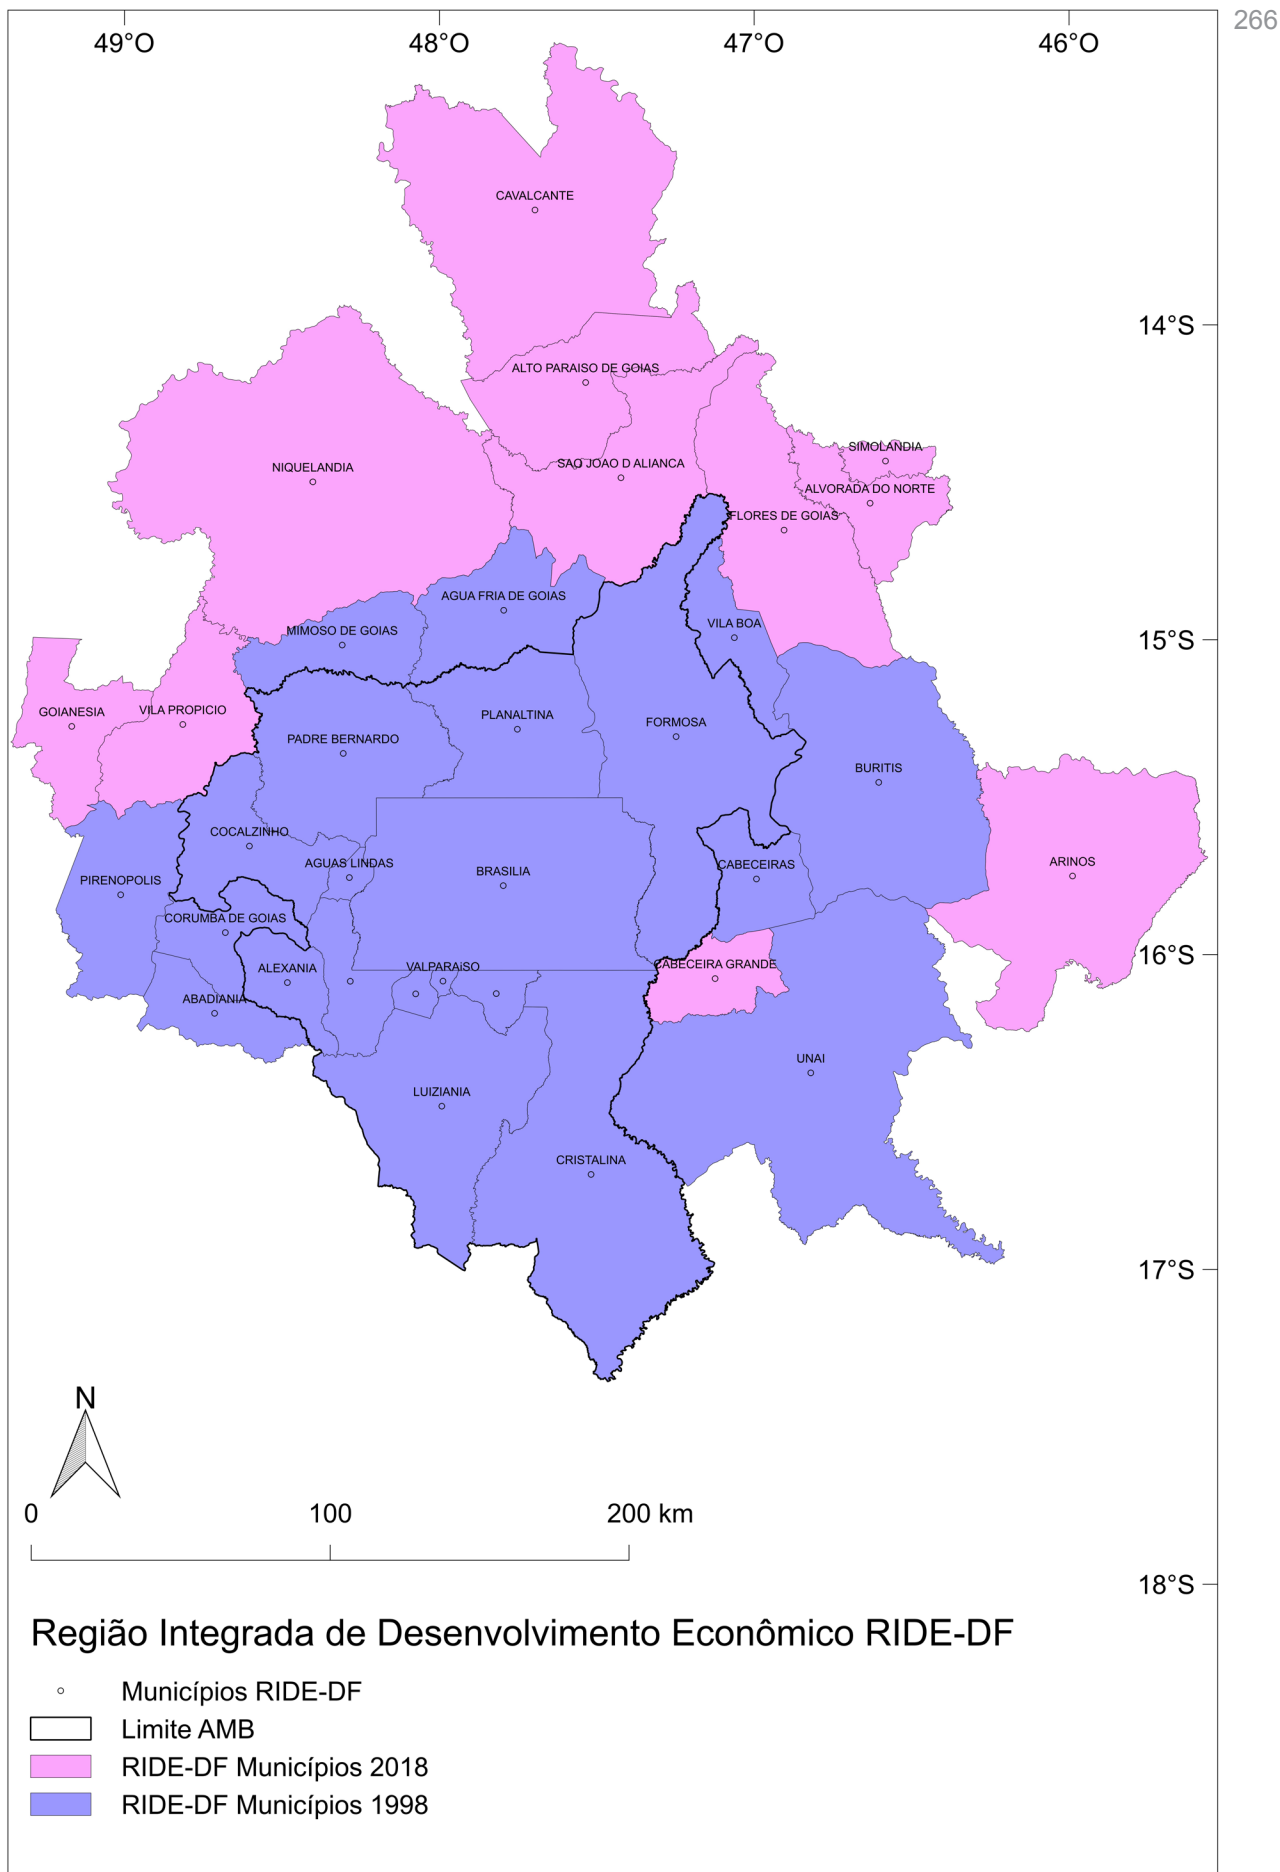 266
49°O 48°O 47°O 46°O
CAVALCANTE
14°S
ALTO PARAISO DE GOIAS
SIMOLANDIA
SAO JOAO D ALIANCA
NIQUELANDIA
ALVORADA DO NORTE
FLORES DE GOIAS
AGUA FRIA DE GOIAS
VILA BOA
MIMOSO DE GOIAS
15°S
GOIANESIA
VILA PROPICIO
PLANALTINA
FORMOSA
PADRE BERNARDO
BURITIS
COCALZINHO
AGUAS LINDAS
CABECEIRAS
ARINOS
BRASILIA
PIRENOPOLIS
CORUMBA DE GOIAS
16°S
CABECEIRA GRANDE
VALPARAiSO
ALEXANIA
ABADIANIA
UNAI
LUIZIANIA
CRISTALINA
17°S
N
0 100 200 km
18°S
Região Integrada de Desenvolvimento Econômico RIDE-DF
Municípios RIDE-DF
Limite AMB
RIDE-DF Municípios 2018
RIDE-DF Municípios 1998